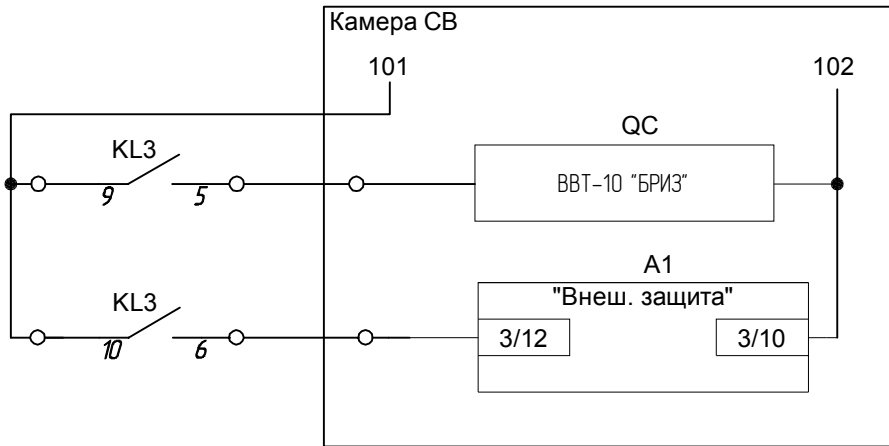 Камера СВ
101
102
QC
KL3
ВВТ-10 "БРИЗ"
9 5
A1
"Внеш. защита"
KL3
3/12 3/10
10 6